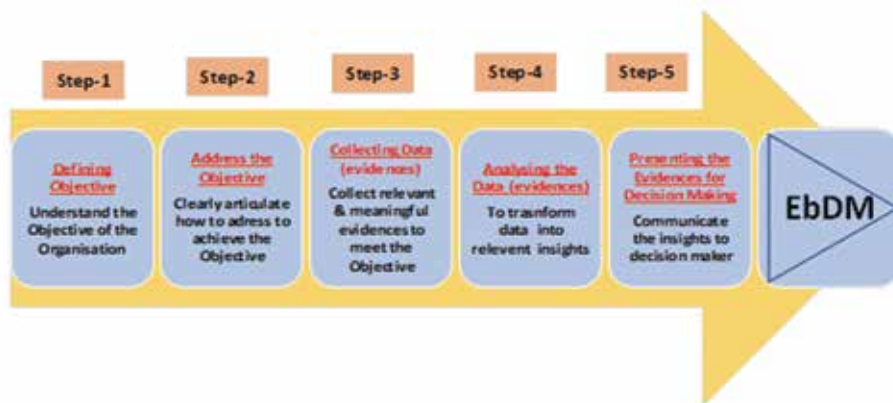 Step-1
Step-2
Step-3
Step-4
Step-5
Defining
Objective
Understand the
Objective of the
Organisation
Address the
Objective
Clearly articulate
how to adress to
achieve the
Objective
Collecting Data
(evidences)
Collect relevant
& meaningful
evidences to
meet the
Objective
Analysing the
Data (evidences)
To trasnform
data into
relevent insights
Presenting the
Evidences for
Decision Making
Communicate
the insights to
decision maker
EbDM